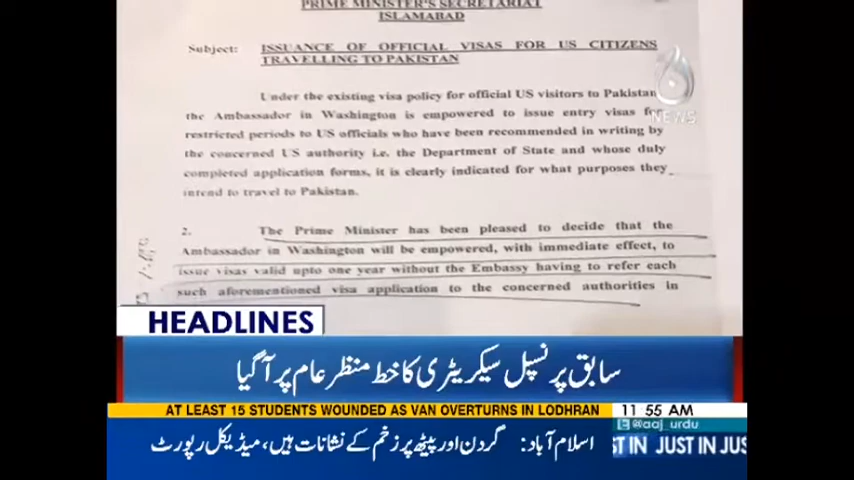 PRIME MINISTER'S SECRETARIAT
ISLAMABAD
Subject: ISSUANCE OF OFFICIAL VISAS FOR US CITIZENS
TRAVELLING TO PAKISTAN
Under the existing visa policy for official US visitors to Pakistan
the Ambassador in Washington is empowered to issue entry visas for
restricted periods to US officials who have been recommended in writing by
the concerned US authority i.e. the Department of State and whose duly
completed application forms, it is clearly indicated for what purposes they
intend to travel to Pakistan.
2. The Prime Minister has been pleased to decide that the
Ambassador in Washington will be empowered, with immediate effect, to
issue visas valid upto one year without the Embassy having to refer each
such aforementioned visa application to the concerned authorities in
NEWS
HEADLINES
سابق پرنسپل سیکریٹری کا خط منظر عام پر آگیا
AT LEAST 15 STUDENTS WOUNDED AS VAN OVERTURNS IN LODHRAN
11 55 AM
@aaj_urdu
اسلام آباد: گردن اور پیٹھ پر زخم کے نشانات ہیں، میڈیکل رپورٹ
ST IN JUST IN JUS